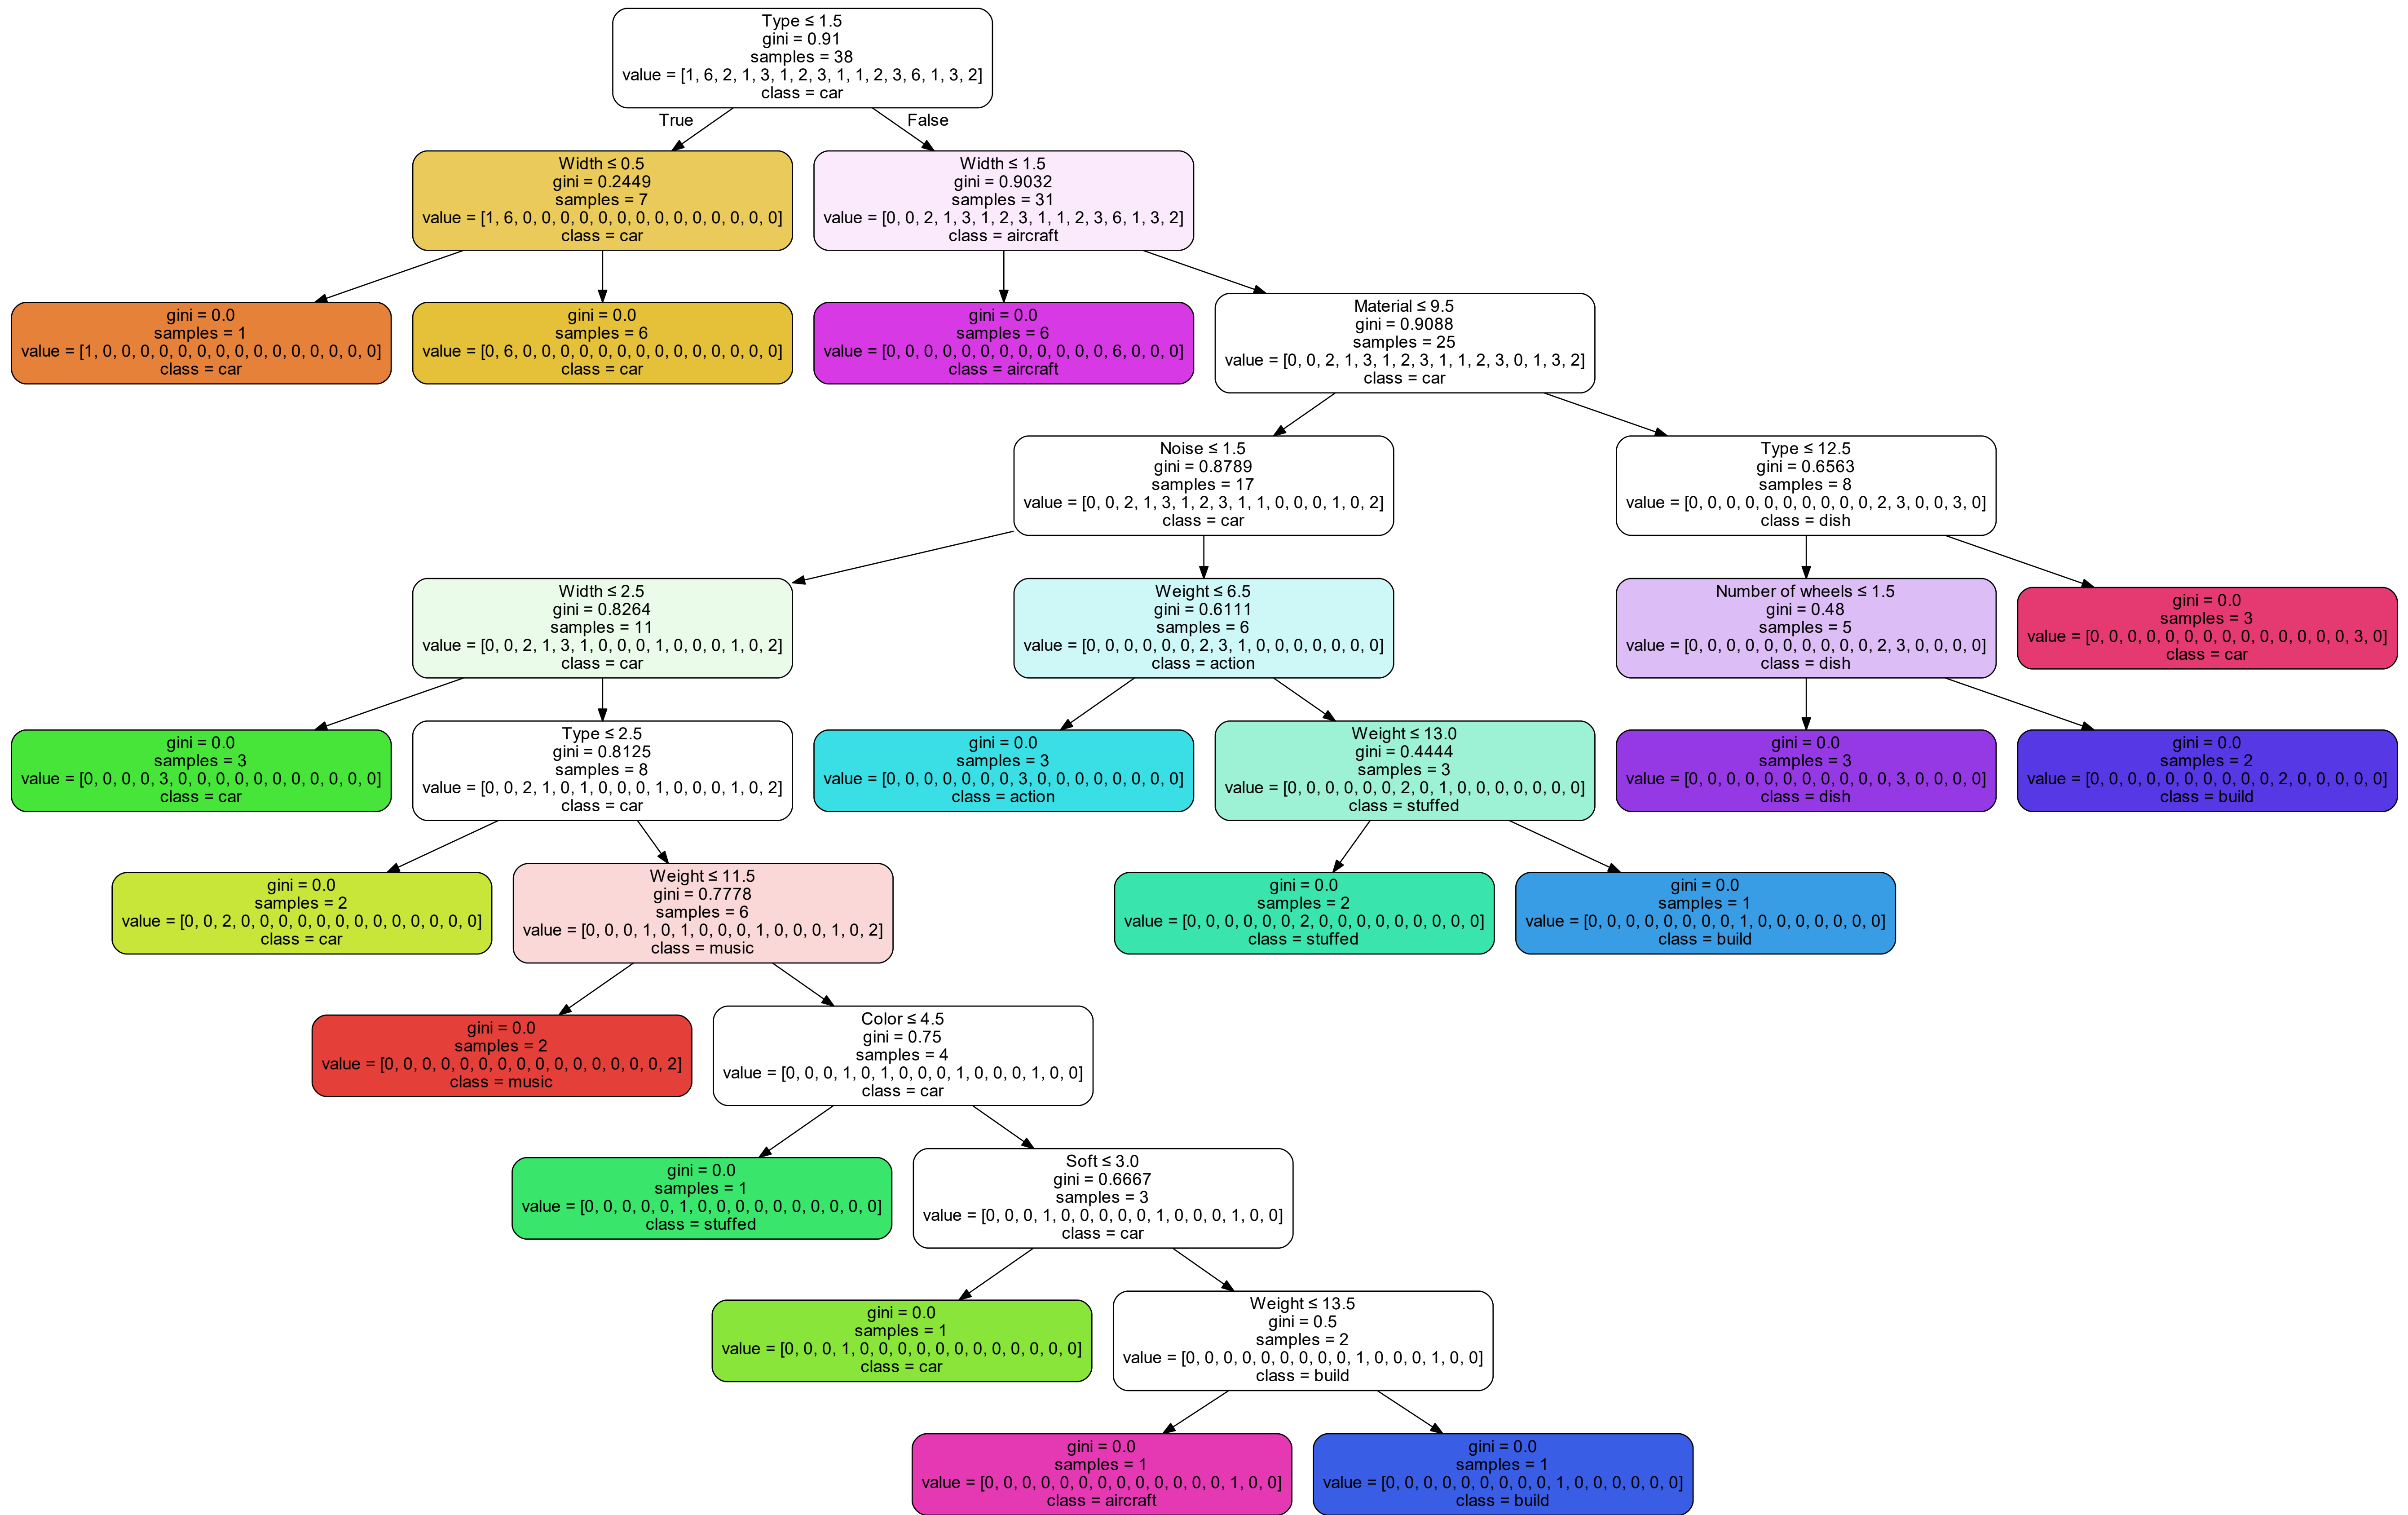 Type ≤ 1.5
gini = 0.91
samples = 38
value = [1, 6, 2, 1, 3, 1, 2, 3, 1, 1, 2, 3, 6, 1, 3, 2]
class = car
True
False
Width ≤ 0.5
gini = 0.2449
samples = 7
value = [1, 6, 0, 0, 0, 0, 0, 0, 0, 0, 0, 0, 0, 0, 0, 0]
class = car
Width ≤ 1.5
gini = 0.9032
samples = 31
value = [0, 0, 2, 1, 3, 1, 2, 3, 1, 1, 2, 3, 6, 1, 3, 2]
class = aircraft
gini = 0.0
samples = 1
value = [1, 0, 0, 0, 0, 0, 0, 0, 0, 0, 0, 0, 0, 0, 0, 0]
class = car
gini = 0.0
samples = 6
value = [0, 6, 0, 0, 0, 0, 0, 0, 0, 0, 0, 0, 0, 0, 0, 0]
class = car
gini = 0.0
samples = 6
value = [0, 0, 0, 0, 0, 0, 0, 0, 0, 0, 0, 0, 6, 0, 0, 0]
class = aircraft
Material ≤ 9.5
gini = 0.9088
samples = 25
value = [0, 0, 2, 1, 3, 1, 2, 3, 1, 1, 2, 3, 0, 1, 3, 2]
class = car
Noise ≤ 1.5
gini = 0.8789
samples = 17
value = [0, 0, 2, 1, 3, 1, 2, 3, 1, 1, 0, 0, 0, 1, 0, 2]
class = car
Type ≤ 12.5
gini = 0.6563
samples = 8
value = [0, 0, 0, 0, 0, 0, 0, 0, 0, 0, 2, 3, 0, 0, 3, 0]
class = dish
Width ≤ 2.5
gini = 0.8264
samples = 11
value = [0, 0, 2, 1, 3, 1, 0, 0, 0, 1, 0, 0, 0, 1, 0, 2]
class = car
Weight ≤ 6.5
gini = 0.6111
samples = 6
value = [0, 0, 0, 0, 0, 0, 2, 3, 1, 0, 0, 0, 0, 0, 0, 0]
class = action
Number of wheels ≤ 1.5
gini = 0.48
samples = 5
value = [0, 0, 0, 0, 0, 0, 0, 0, 0, 0, 2, 3, 0, 0, 0, 0]
class = dish
gini = 0.0
samples = 3
value = [0, 0, 0, 0, 0, 0, 0, 0, 0, 0, 0, 0, 0, 0, 3, 0]
class = car
gini = 0.0
samples = 3
value = [0, 0, 0, 0, 3, 0, 0, 0, 0, 0, 0, 0, 0, 0, 0, 0]
class = car
Type ≤ 2.5
gini = 0.8125
samples = 8
value = [0, 0, 2, 1, 0, 1, 0, 0, 0, 1, 0, 0, 0, 1, 0, 2]
class = car
gini = 0.0
samples = 3
value = [0, 0, 0, 0, 0, 0, 0, 3, 0, 0, 0, 0, 0, 0, 0, 0]
class = action
Weight ≤ 13.0
gini = 0.4444
samples = 3
value = [0, 0, 0, 0, 0, 0, 2, 0, 1, 0, 0, 0, 0, 0, 0, 0]
class = stuffed
gini = 0.0
samples = 3
value = [0, 0, 0, 0, 0, 0, 0, 0, 0, 0, 0, 3, 0, 0, 0, 0]
class = dish
gini = 0.0
samples = 2
value = [0, 0, 0, 0, 0, 0, 0, 0, 0, 0, 2, 0, 0, 0, 0, 0]
class = build
gini = 0.0
samples = 2
value = [0, 0, 2, 0, 0, 0, 0, 0, 0, 0, 0, 0, 0, 0, 0, 0]
class = car
Weight ≤ 11.5
gini = 0.7778
samples = 6
value = [0, 0, 0, 1, 0, 1, 0, 0, 0, 1, 0, 0, 0, 1, 0, 2]
class = music
gini = 0.0
samples = 2
value = [0, 0, 0, 0, 0, 0, 2, 0, 0, 0, 0, 0, 0, 0, 0, 0]
class = stuffed
gini = 0.0
samples = 1
value = [0, 0, 0, 0, 0, 0, 0, 0, 1, 0, 0, 0, 0, 0, 0, 0]
class = build
gini = 0.0
samples = 2
value = [0, 0, 0, 0, 0, 0, 0, 0, 0, 0, 0, 0, 0, 0, 0, 2]
class = music
Color ≤ 4.5
gini = 0.75
samples = 4
value = [0, 0, 0, 1, 0, 1, 0, 0, 0, 1, 0, 0, 0, 1, 0, 0]
class = car
gini = 0.0
samples = 1
value = [0, 0, 0, 0, 0, 1, 0, 0, 0, 0, 0, 0, 0, 0, 0, 0]
class = stuffed
Soft ≤ 3.0
gini = 0.6667
samples = 3
value = [0, 0, 0, 1, 0, 0, 0, 0, 0, 1, 0, 0, 0, 1, 0, 0]
class = car
gini = 0.0
samples = 1
value = [0, 0, 0, 1, 0, 0, 0, 0, 0, 0, 0, 0, 0, 0, 0, 0]
class = car
Weight ≤ 13.5
gini = 0.5
samples = 2
value = [0, 0, 0, 0, 0, 0, 0, 0, 0, 1, 0, 0, 0, 1, 0, 0]
class = build
gini = 0.0
samples = 1
value = [0, 0, 0, 0, 0, 0, 0, 0, 0, 0, 0, 0, 0, 1, 0, 0]
class = aircraft
gini = 0.0
samples = 1
value = [0, 0, 0, 0, 0, 0, 0, 0, 0, 1, 0, 0, 0, 0, 0, 0]
class = build